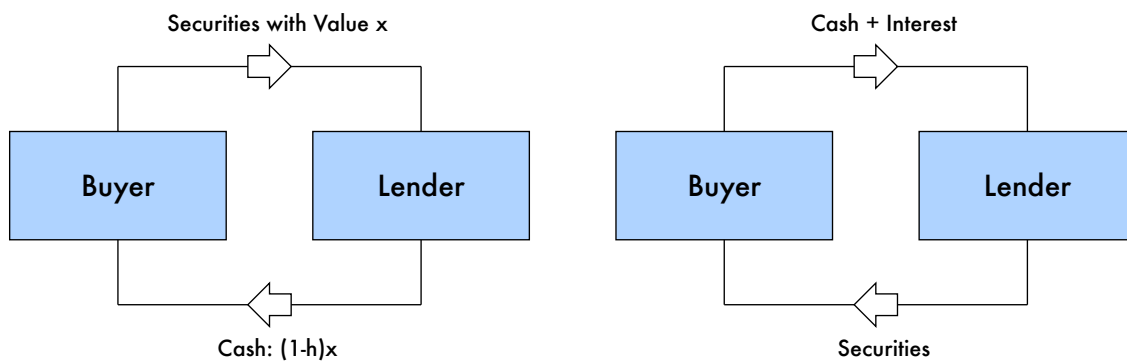 Securities with Value x
Buyer
Lender
Cash: (1-h)x
Cash + Interest
Buyer
Lender
Securities